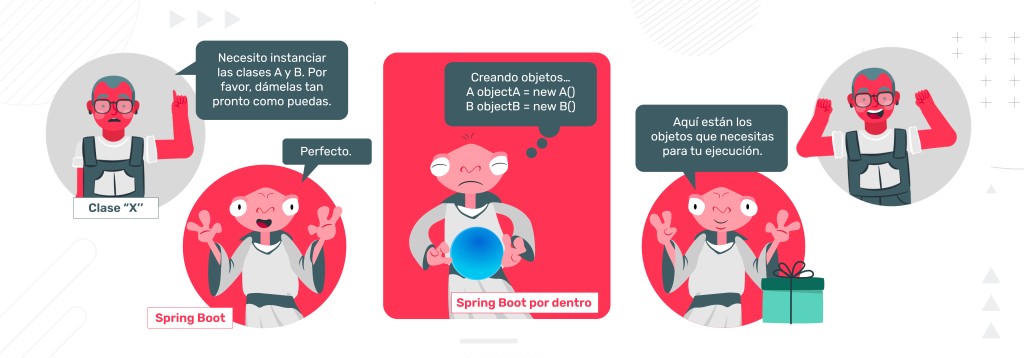 Necesito instanciar
las clases A y B. Por
favor, dámelas tan
pronto como puedas.
Clase "X"
Perfecto.
Spring Boot
Creando objetos...
A objectA = new A()
B objectB = new B()
Spring Boot por dentro
Aquí están los
objetos que necesitas
para tu ejecución.